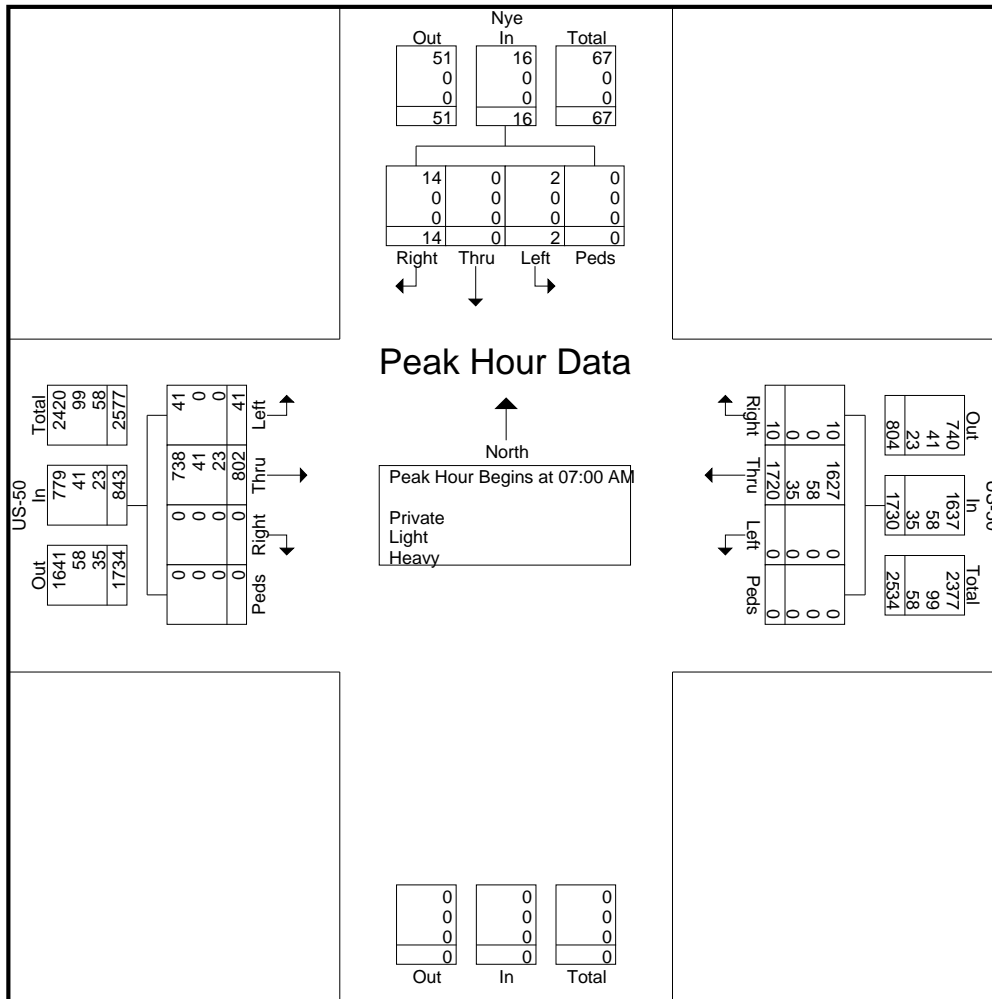 Nye
Out In Total
51 16 67
0 0 0
0 0 0
51 16 67
14 0 2 0
0 0 0 0
0 0 0 0
14 0 2 0
Right Thru Left Peds
Peak Hour Data
North
Peak Hour Begins at 07:00 AM
Private
Light
Heavy
US-50
Out In Total
1641 779 2420
58 41 99
35 23 58
1734 843 2577
0 0 738 41
0 0 41 0
0 0 23 0
0 0 802 41
Peds Right Thru Left
US-50
Out In Total
740 1637 2377
41 58 99
23 35 58
804 1730 2534
10 1627 0 0
0 58 0 0
0 35 0 0
10 1720 0 0
Right Thru Left Peds
0 0 0
0 0 0
0 0 0
0 0 0
Out In Total